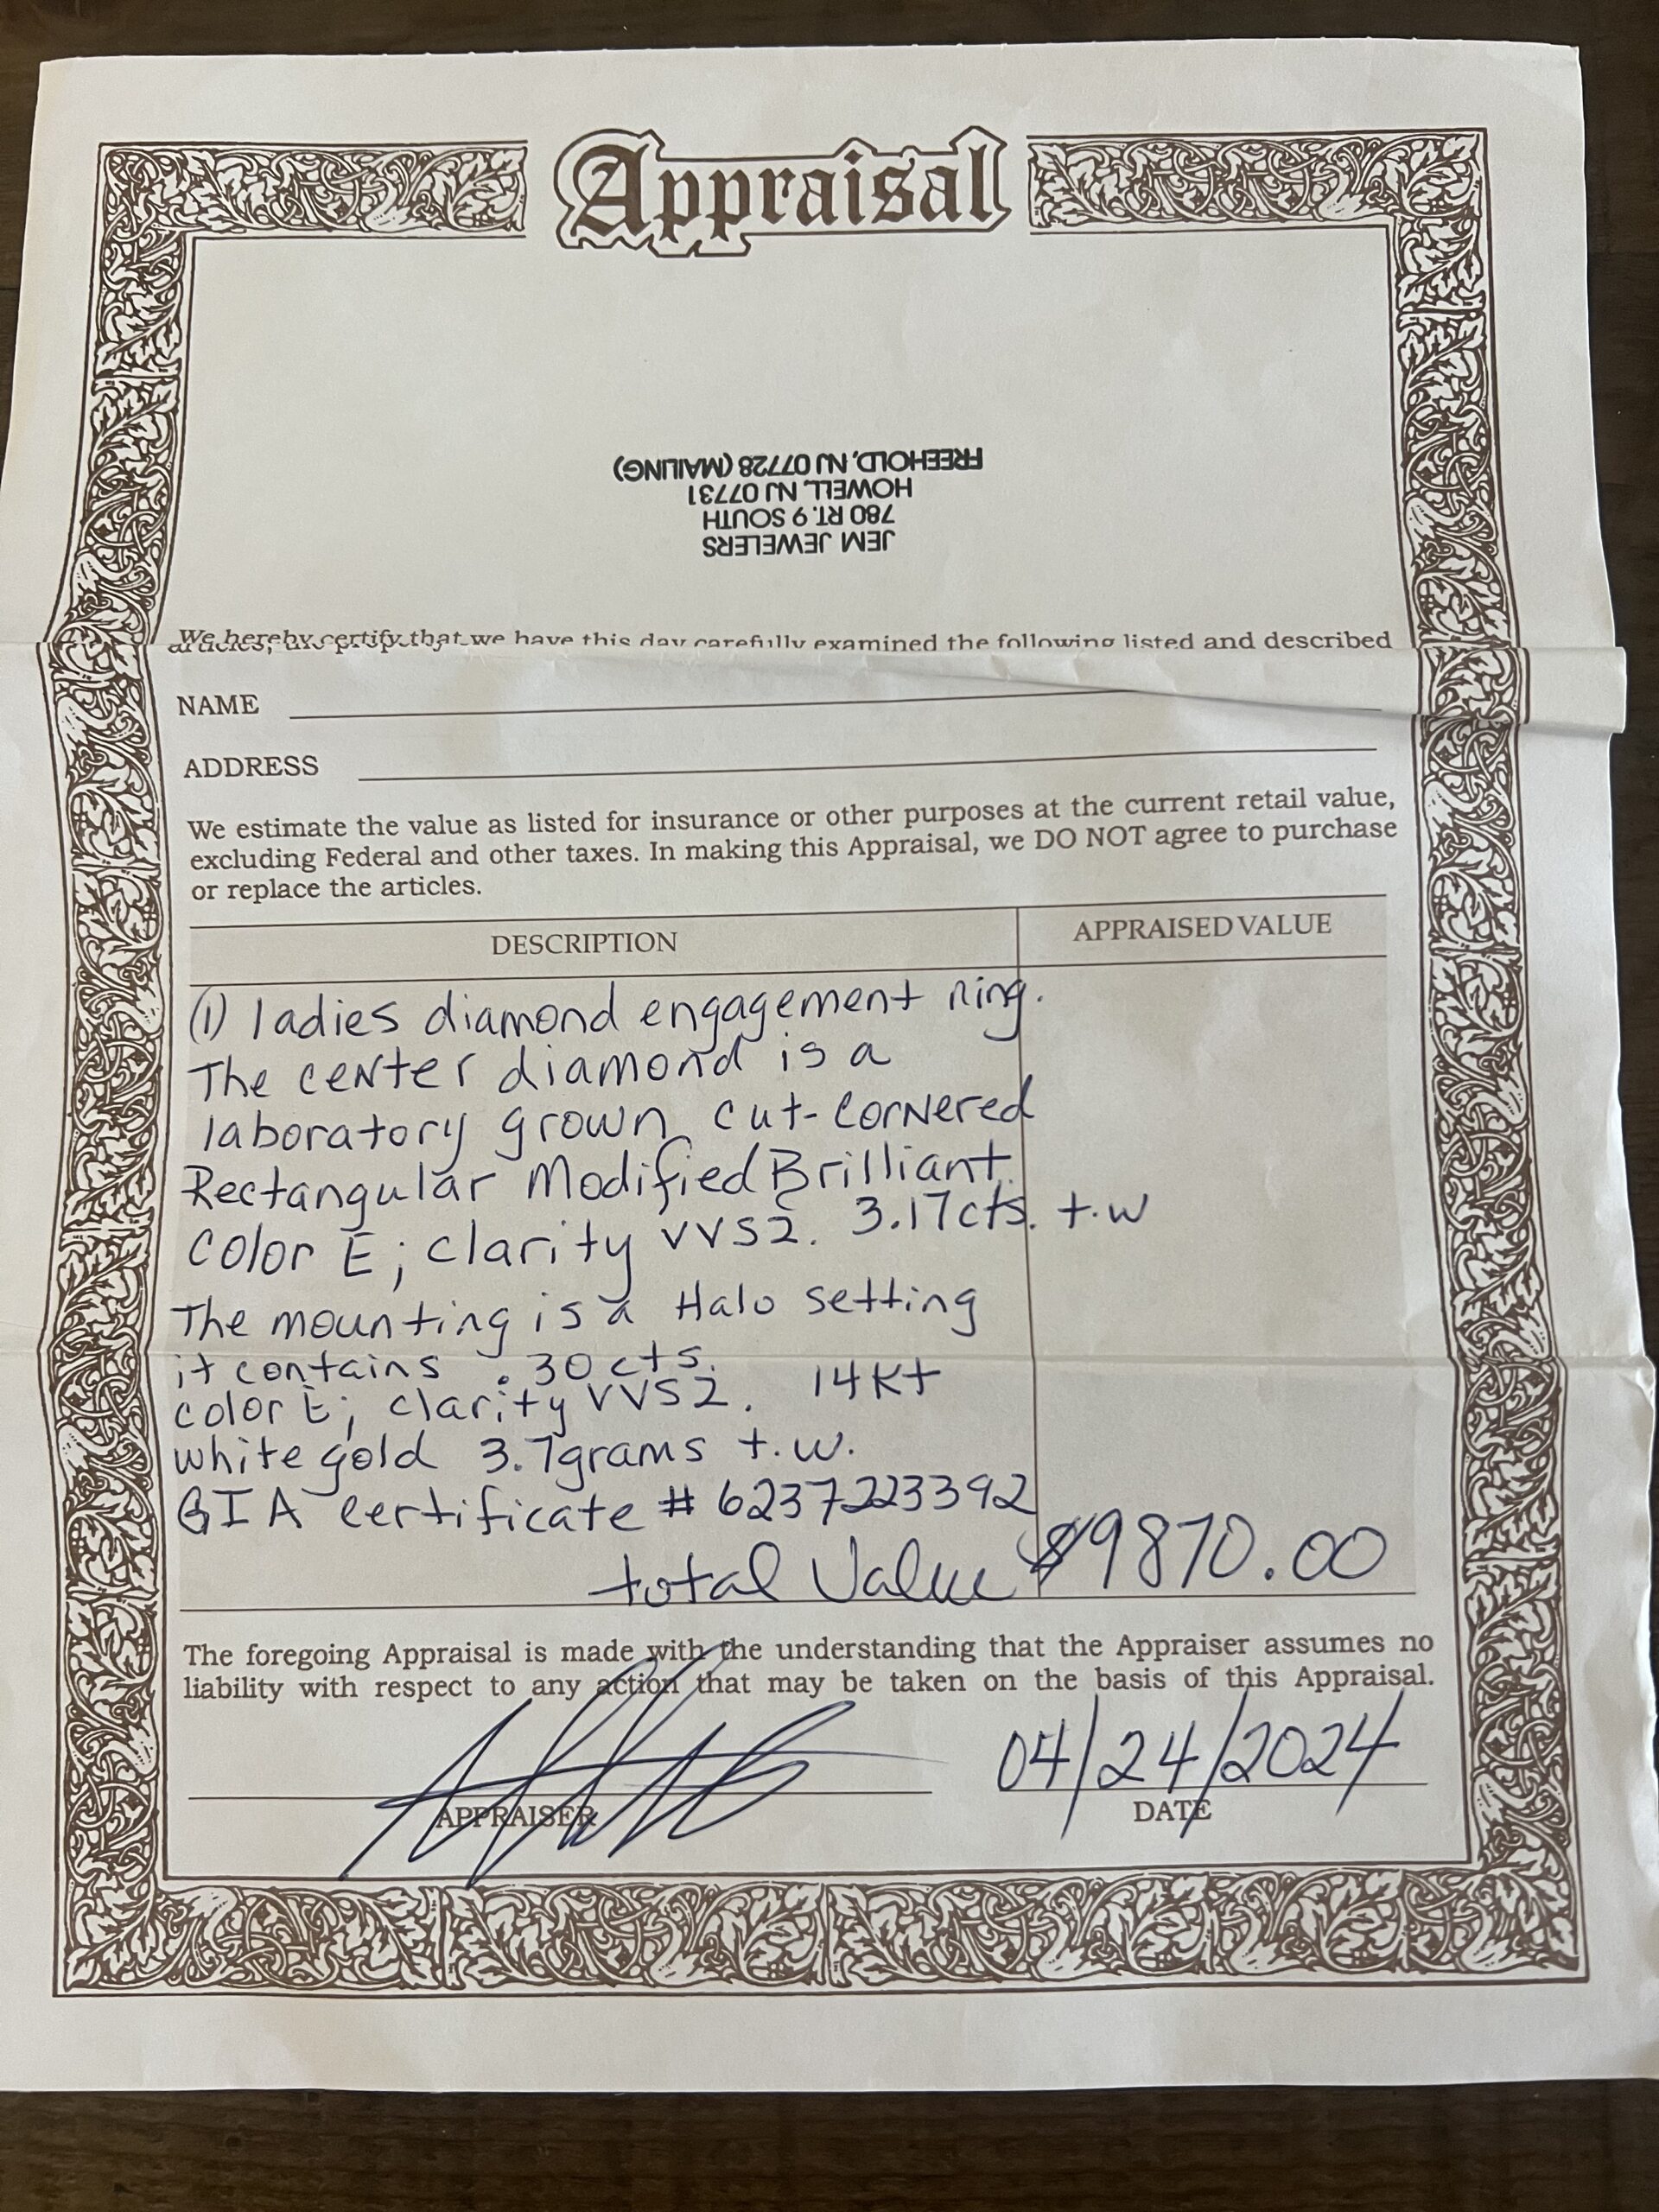 Appraisal
JEM JEWELERS
780 RT. 9 SOUTH
HOWELL, NJ 07731
FREEHOLD, NJ 07728 (MAILING)
We hereby certify that we have this day carefully examined the following listed and described
articles, the property of
NAME
ADDRESS
We estimate the value as listed for insurance or other purposes at the current retail value,
excluding Federal and other taxes. In making this Appraisal, we DO NOT agree to purchase
or replace the articles.
DESCRIPTION APPRAISED VALUE
(1) ladies diamond engagement ring.
The center diamond is a
laboratory grown cut-cornered
Rectangular Modified Brilliant.
Color E; clarity VVS2. 3.17cts. t.w
The mounting is a Halo setting
it contains .30 cts.
color E; clarity VVS2. 14Kt
white gold 3.7grams t.w.
GIA certificate # 6237223392
total Value $9870.00
The foregoing Appraisal is made with the understanding that the Appraiser assumes no
liability with respect to any action that may be taken on the basis of this Appraisal.
04/24/2024
APPRAISER DATE